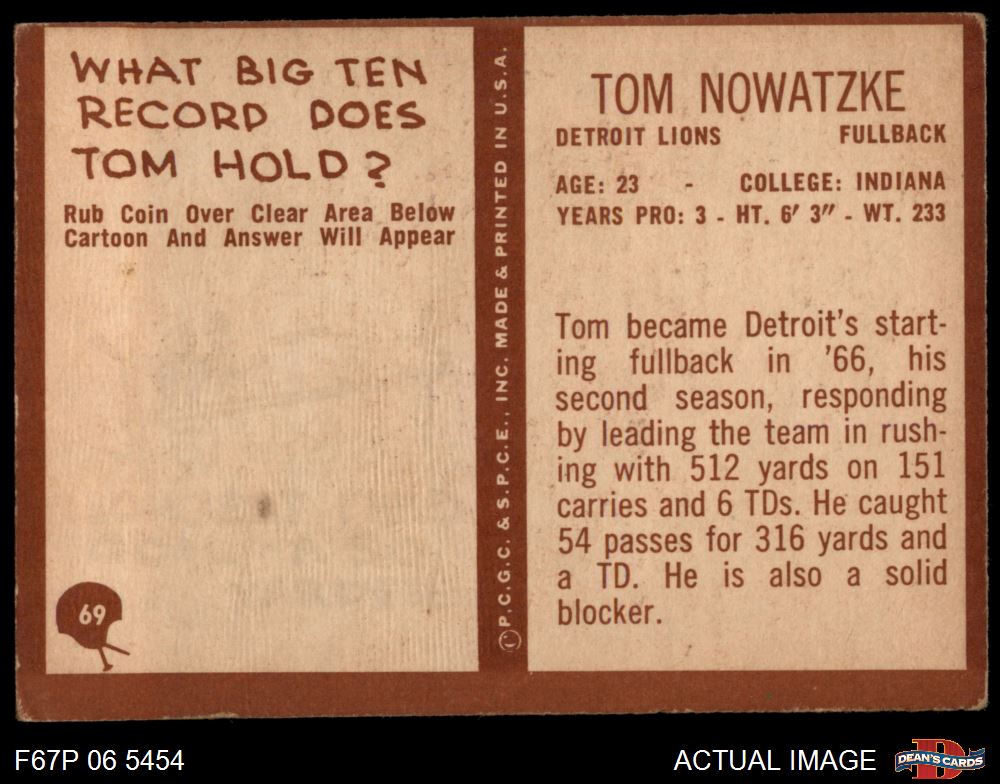 WHAT BIG TEN
RECORD DOES
TOM HOLD?
Rub Coin Over Clear Area Below
Cartoon And Answer Will Appear
69
©P.C.G.C. & S.P.C.E., INC. MADE & PRINTED IN U.S.A.
TOM NOWATZKE
DETROIT LIONS FULLBACK
AGE: 23 - COLLEGE: INDIANA
YEARS PRO: 3 - HT. 6' 3" - WT. 233
Tom became Detroit's start-
ing fullback in '66, his
second season, responding
by leading the team in rush-
ing with 512 yards on 151
carries and 6 TDs. He caught
54 passes for 316 yards and
a TD. He is also a solid
blocker.
F67P 06 5454
ACTUAL IMAGE
D
DEAN'S CARDS